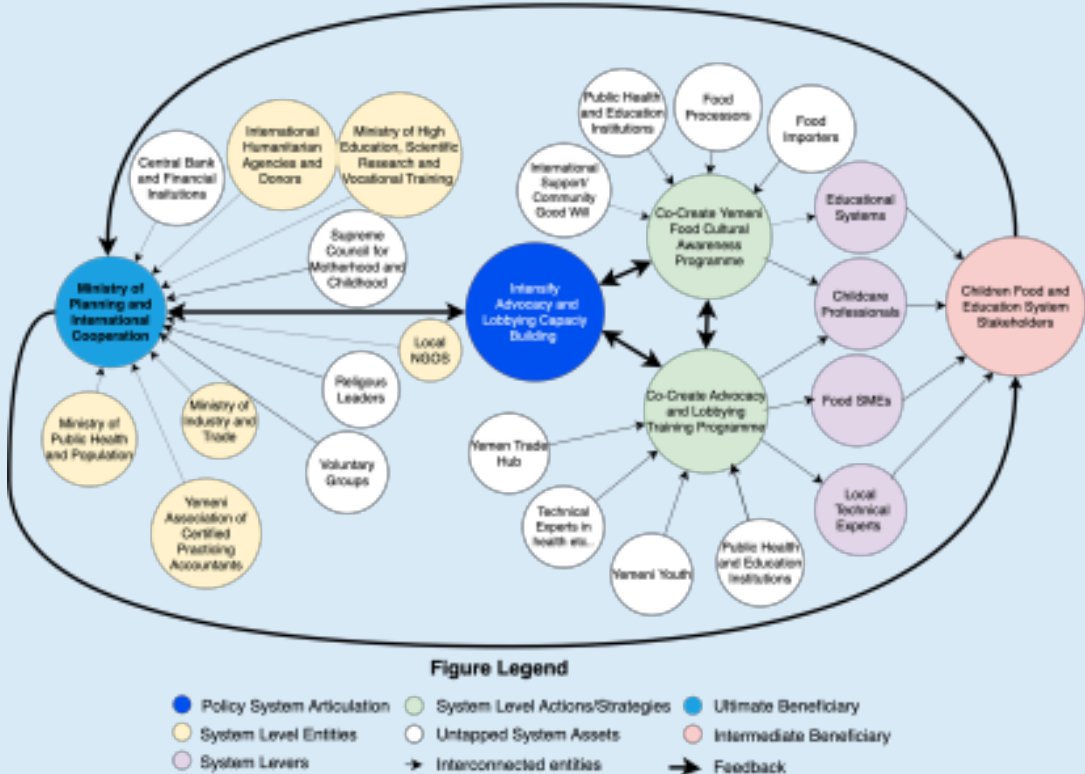 Central Bank
and Financial
Insitutions
International
Humanitarian
Agencies and
Donors
Ministry of High
Education, Scientific
Research and
Vocational Training
Supreme
Council for
Motherhood and
Childhood
Ministry of
Planning and
International
Cooperation
Local
NGOS
Religous
Leaders
Ministry of
Industry and
Trade
Ministry of
Public Health
and Population
Voluntary
Groups
Yemeni
Association of
Certified
Practising
Accountants
Intensify
Advocacy and
Lobbying Capaciy
Building
Public Health
and Education
Institutions
Food
Processors
Food
Importers
International
Support/
Community
Good Will
Co-Create Yemeni
Food Cultural
Awareness
Programme
Educational
Systems
Childcare
Professionals
Children Food and
Education System
Stakeholders
Co-Create Advocacy
and Lobbying
Training Programme
Food SMEs
Yemen Trade
Hub
Local
Technical
Experts
Technical
Experts in
health etc..
Yemeni Youth
Public Health
and Education
Institutions
Figure Legend
Policy System Articulation
System Level Actions/Strategies
Ultimate Beneficiary
System Level Entities
Untapped System Assets
Intermediate Beneficiary
System Levers
Interconnected entities
Feedback